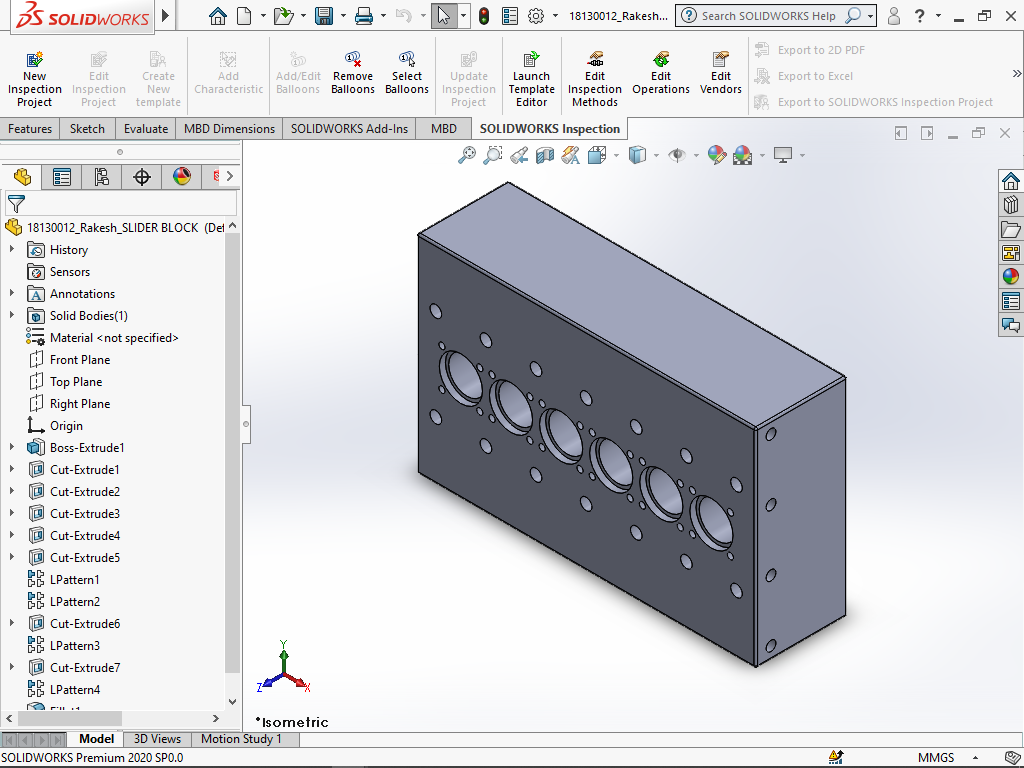 SOLIDWORKS
18130012_Rakesh...
Search SOLIDWORKS Help
New Inspection Project
Edit Inspection Project
Create New template
Add Characteristic
Add/Edit Balloons
Remove Balloons
Select Balloons
Update Inspection Project
Launch Template Editor
Edit Inspection Methods
Edit Operations
Edit Vendors
Export to 2D PDF
Export to Excel
Export to SOLIDWORKS Inspection Project
Features
Sketch
Evaluate
MBD Dimensions
SOLIDWORKS Add-Ins
MBD
SOLIDWORKS Inspection
18130012_Rakesh_SLIDER BLOCK (Def
History
Sensors
Annotations
Solid Bodies(1)
Material <not specified>
Front Plane
Top Plane
Right Plane
Origin
Boss-Extrude1
Cut-Extrude1
Cut-Extrude2
Cut-Extrude3
Cut-Extrude4
Cut-Extrude5
LPattern1
LPattern2
Cut-Extrude6
LPattern3
Cut-Extrude7
LPattern4
Y
Z
X
*Isometric
Model
3D Views
Motion Study 1
SOLIDWORKS Premium 2020 SP0.0
MMGS